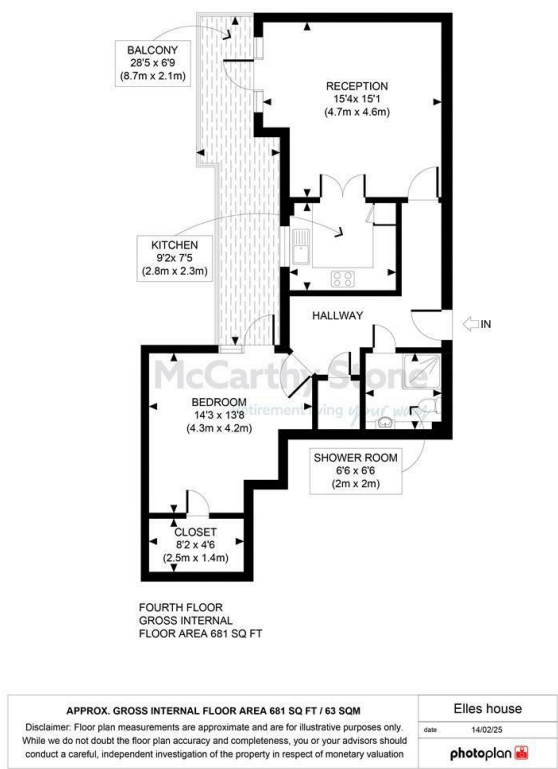 BALCONY
28'5 x 6'9
(8.7m x 2.1m)
RECEPTION
15'4x 15'1
(4.7m x 4.6m)
KITCHEN
9'2x 7'5
(2.8m x 2.3m)
HALLWAY
IN
McCarthy Stone
retirement living your way
BEDROOM
14'3 x 13'8
(4.3m x 4.2m)
SHOWER ROOM
6'6 x 6'6
(2m x 2m)
CLOSET
8'2 x 4'6
(2.5m x 1.4m)
FOURTH FLOOR
GROSS INTERNAL
FLOOR AREA 681 SQ FT
APPROX. GROSS INTERNAL FLOOR AREA 681 SQ FT / 63 SQM
Disclaimer: Floor plan measurements are approximate and are for illustrative purposes only.
While we do not doubt the floor plan accuracy and completeness, you or your advisors should
conduct a careful, independent investigation of the property in respect of monetary valuation
Elles house
date 14/02/25
photoplan